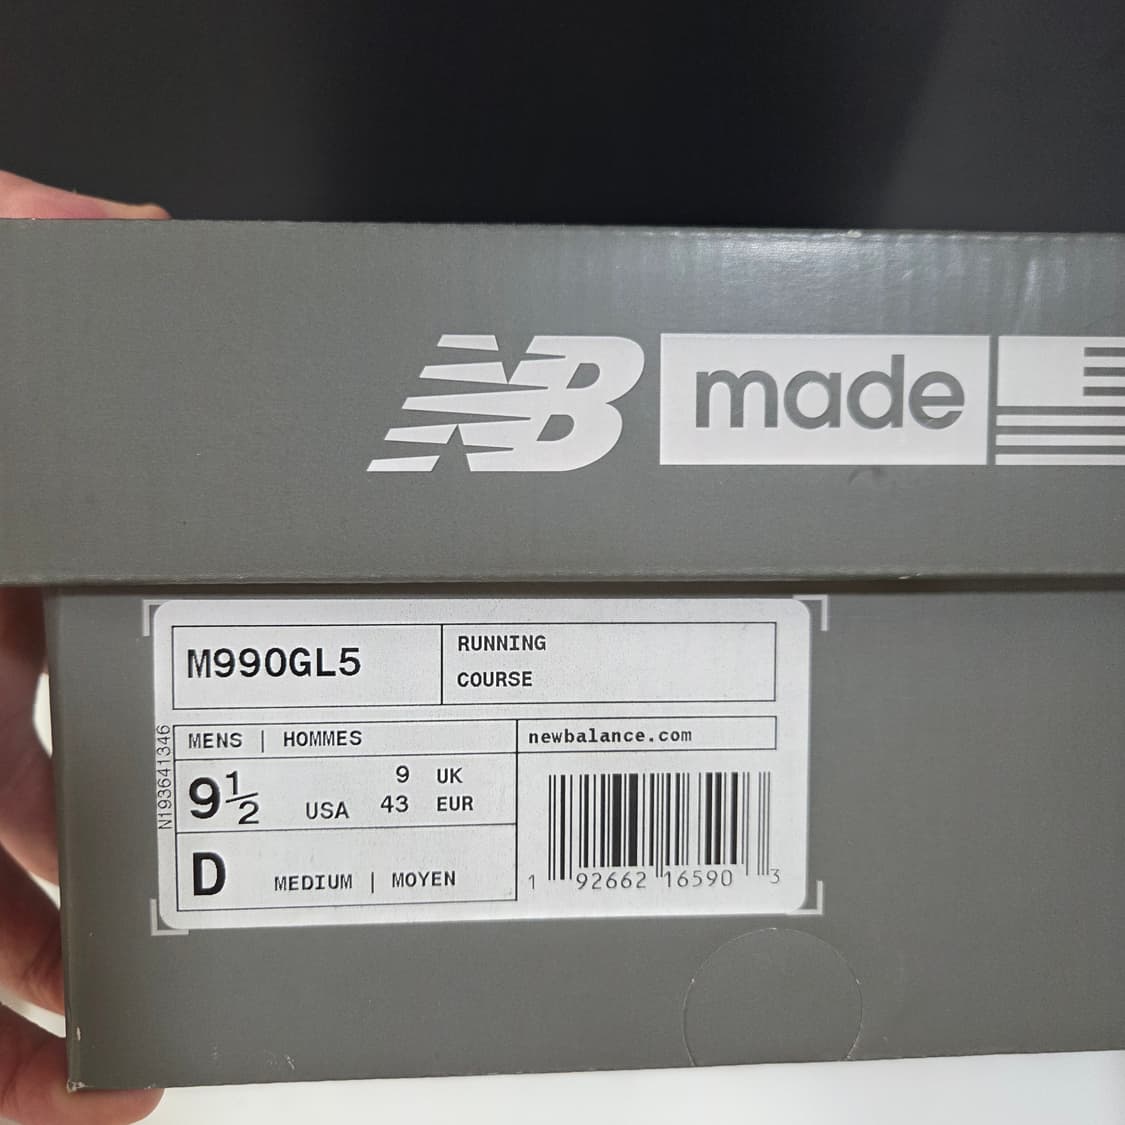 NB made
M990GL5
RUNNING
COURSE
N193641346
MENS | HOMMES
newbalance.com
9½ USA
9 UK
43 EUR
D MEDIUM | MOYEN
1 92662 16590 3